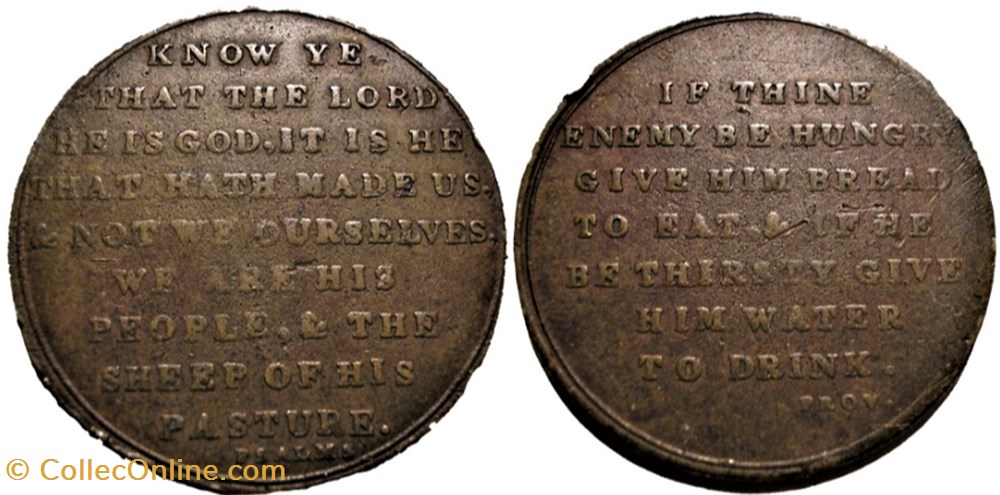 KNOW YE
THAT THE LORD
HE IS GOD. IT IS HE
THAT HATH MADE US.
& NOT WE OURSELVES.
WE ARE HIS
PEOPLE. & THE
SHEEP OF HIS
PASTURE.
PSALMS
IF THINE
ENEMY BE HUNGRY
GIVE HIM BREAD
TO EAT. & IF HE
BE THIRSTY GIVE
HIM WATER
TO DRINK.
PROV.
© CollecOnline.com